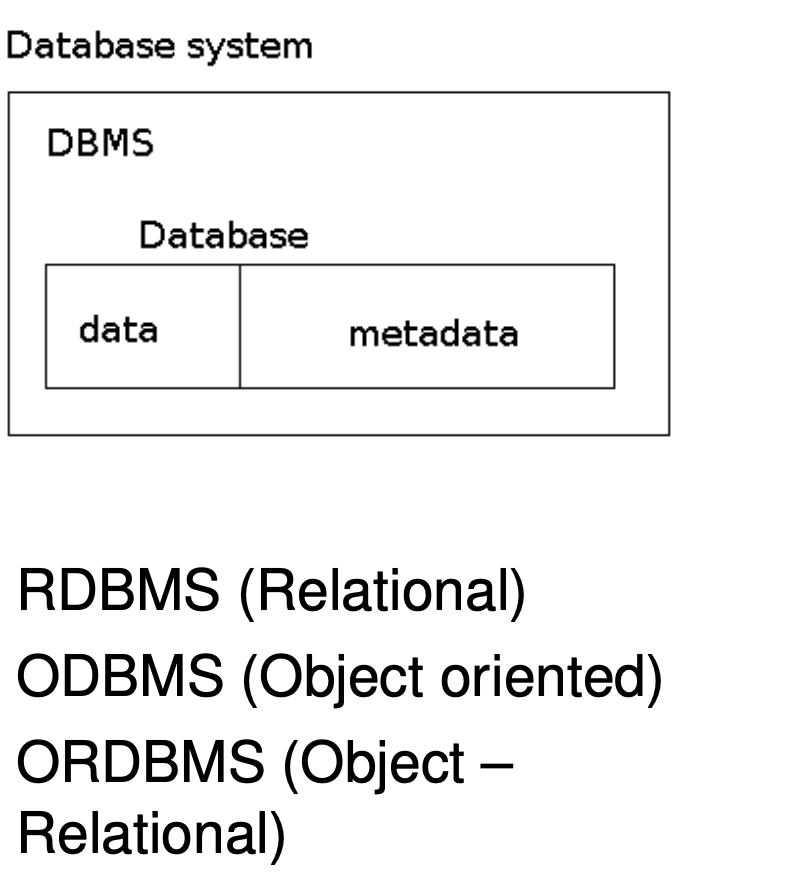 Database system
DBMS
Database
data
metadata
RDBMS (Relational)
ODBMS (Object oriented)
ORDBMS (Object –
Relational)